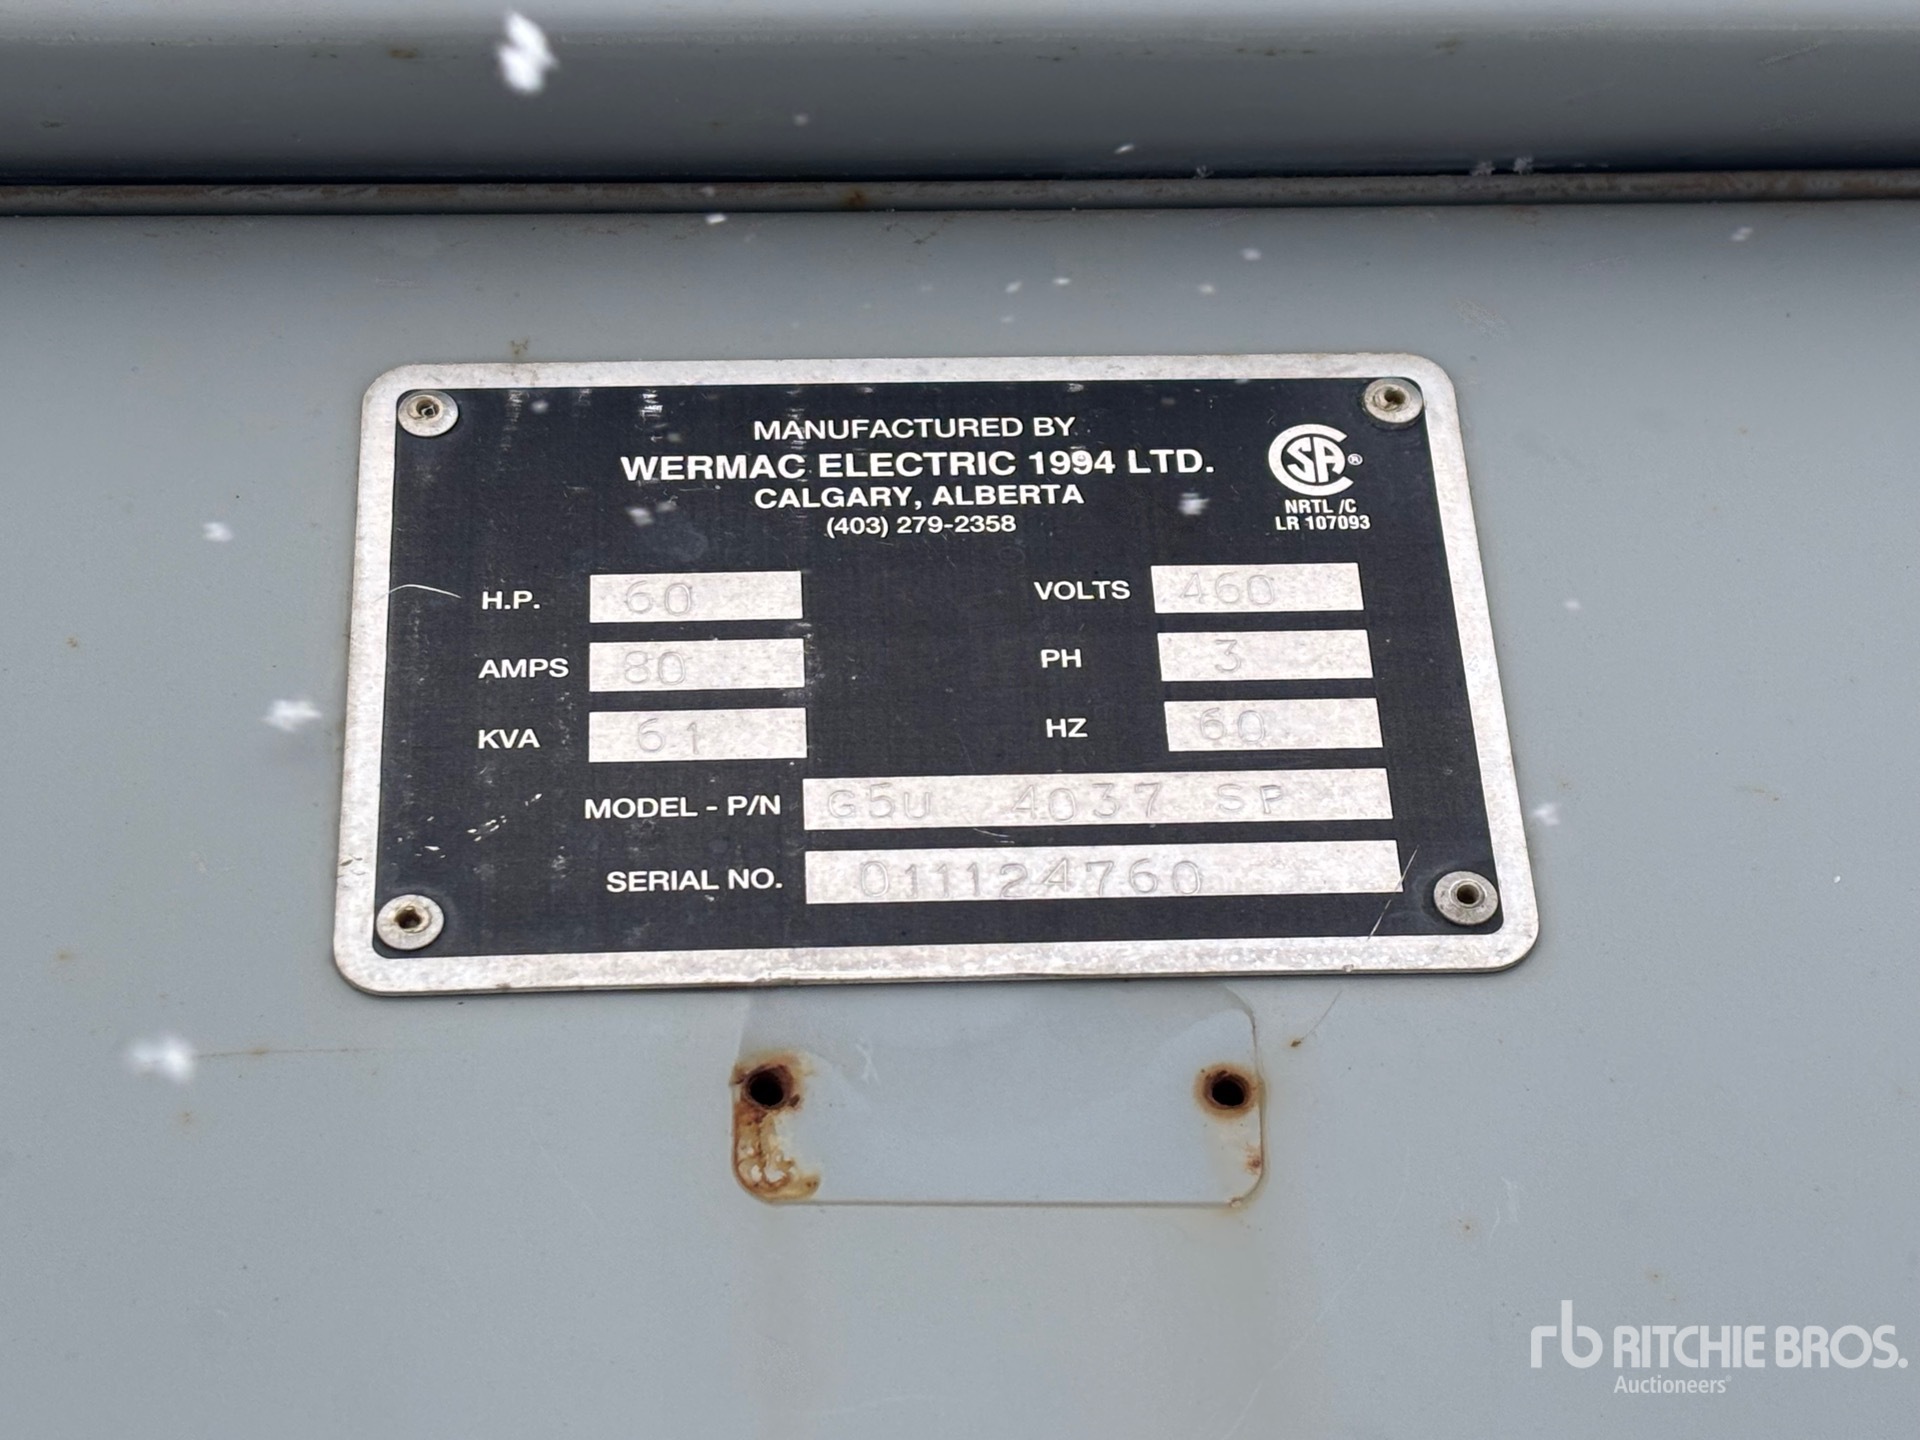 MANUFACTURED BY
WERMAC ELECTRIC 1994 LTD.
CALGARY, ALBERTA
(403) 279-2358
CSA ®
NRTL /C
LR 107093
H.P. 60
VOLTS 460
AMPS 80
PH 3
KVA 61
HZ 60
MODEL - P/N G5U 4037 SP
SERIAL NO. 011124760
rb RITCHIE BROS.
Auctioneers